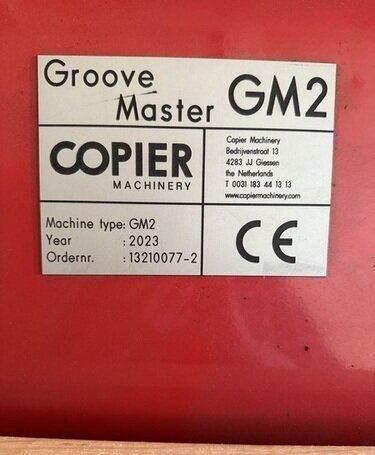 Groove
Master GM2
COPIER
MACHINERY
Copier Machinery
Bedrijvenstraat 13
4283 JJ Giessen
the Netherlands
T 0031 183 44 13 13
www.copiermachinery.com
Machine type: GM2
Year : 2023
Ordernr. : 13210077-2
CE